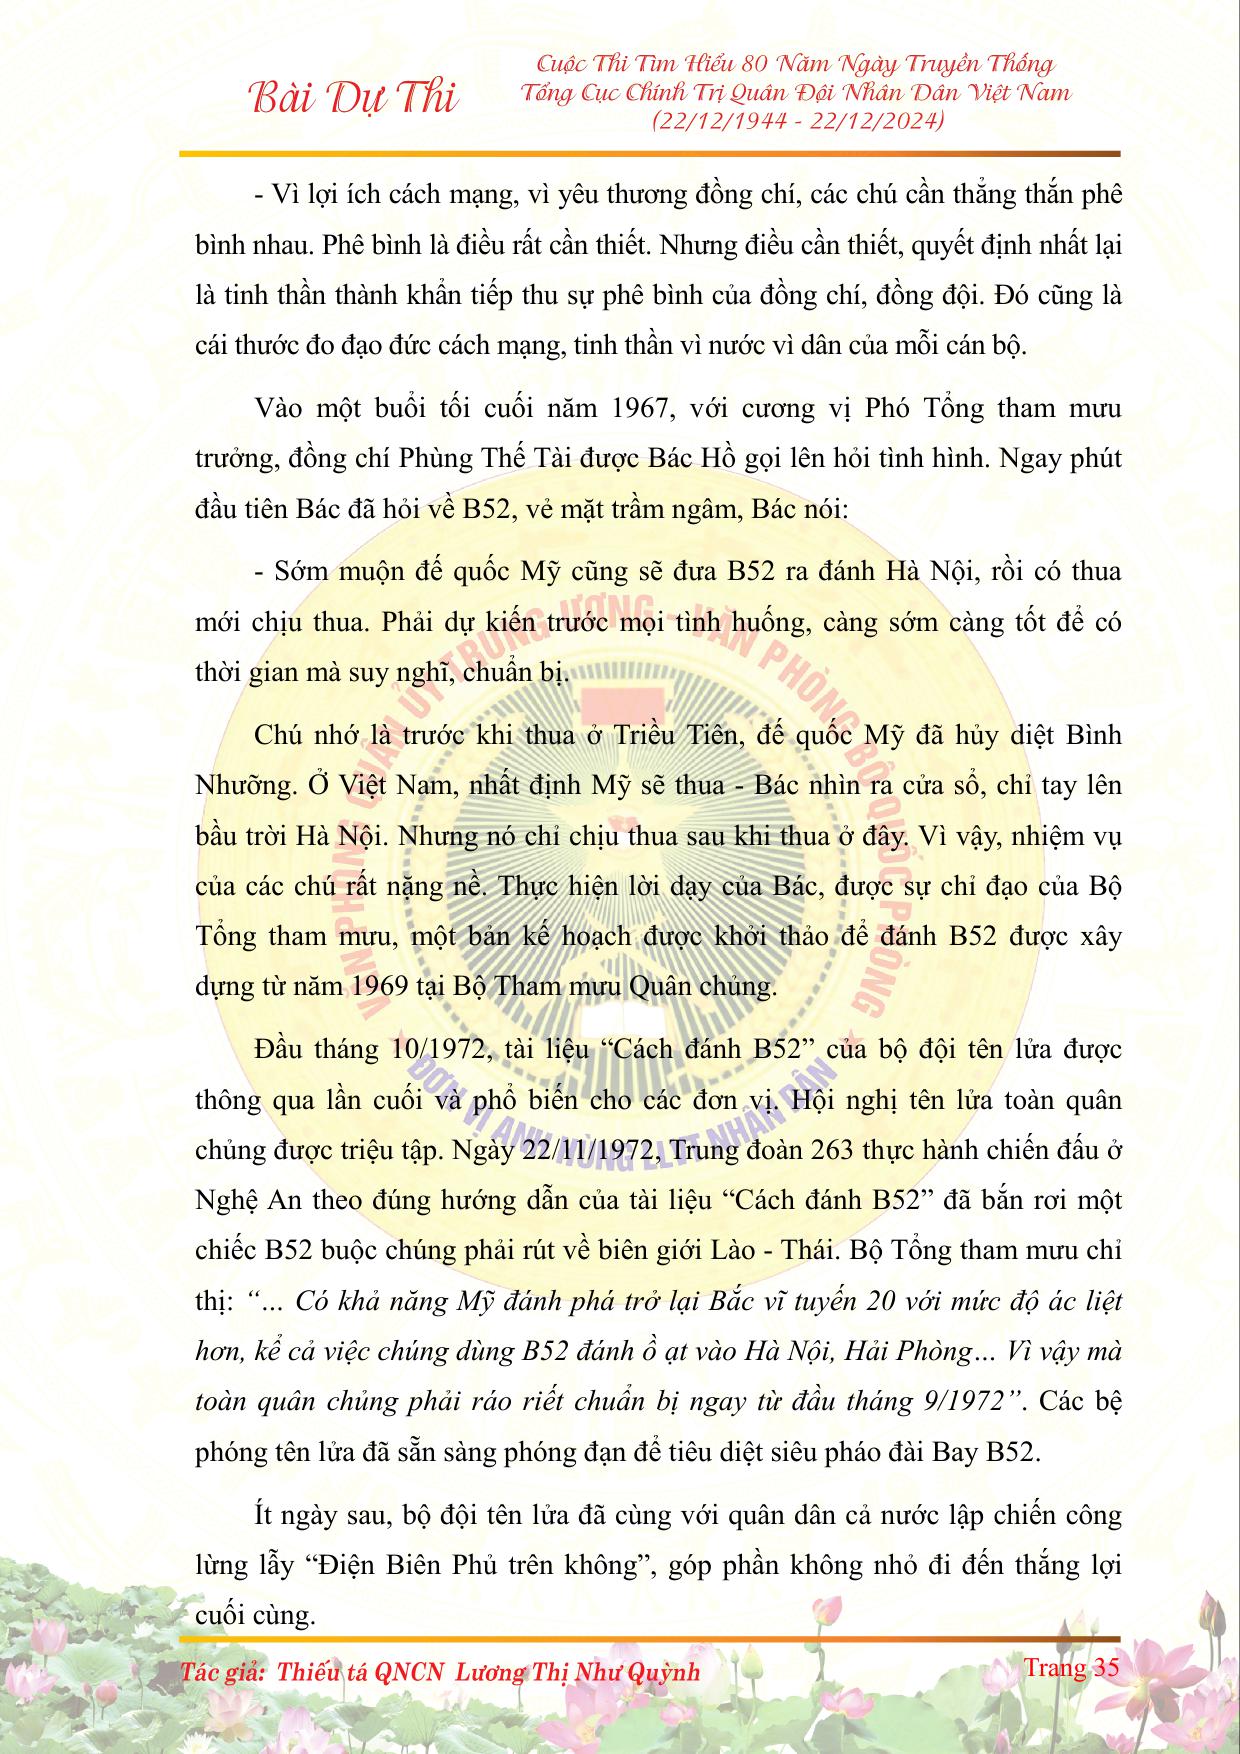 Bài Dự Thi
Cuộc Thi Tìm Hiểu 80 Năm Ngày Truyền Thống
Tổng Cục Chính Trị Quân Đội Nhân Dân Việt Nam
(22/12/1944 - 22/12/2024)
- Vì lợi ích cách mạng, vì yêu thương đồng chí, các chú cần thẳng thắn phê
bình nhau. Phê bình là điều rất cần thiết. Nhưng điều cần thiết, quyết định nhất lại
là tinh thần thành khẩn tiếp thu sự phê bình của đồng chí, đồng đội. Đó cũng là
cái thước đo đạo đức cách mạng, tinh thần vì nước vì dân của mỗi cán bộ.
Vào một buổi tối cuối năm 1967, với cương vị Phó Tổng tham mưu
trưởng, đồng chí Phùng Thế Tài được Bác Hồ gọi lên hỏi tình hình. Ngay phút
đầu tiên Bác đã hỏi về B52, vẻ mặt trầm ngâm, Bác nói:
- Sớm muộn đế quốc Mỹ cũng sẽ đưa B52 ra đánh Hà Nội, rồi có thua
mới chịu thua. Phải dự kiến trước mọi tình huống, càng sớm càng tốt để có
thời gian mà suy nghĩ, chuẩn bị.
Chú nhớ là trước khi thua ở Triều Tiên, đế quốc Mỹ đã hủy diệt Bình
Nhưỡng. Ở Việt Nam, nhất định Mỹ sẽ thua - Bác nhìn ra cửa sổ, chỉ tay lên
bầu trời Hà Nội. Nhưng nó chỉ chịu thua sau khi thua ở đây. Vì vậy, nhiệm vụ
của các chú rất nặng nề. Thực hiện lời dạy của Bác, được sự chỉ đạo của Bộ
Tổng tham mưu, một bản kế hoạch được khởi thảo để đánh B52 được xây
dựng từ năm 1969 tại Bộ Tham mưu Quân chủng.
Đầu tháng 10/1972, tài liệu “Cách đánh B52” của bộ đội tên lửa được
thông qua lần cuối và phổ biến cho các đơn vị. Hội nghị tên lửa toàn quân
chủng được triệu tập. Ngày 22/11/1972, Trung đoàn 263 thực hành chiến đấu ở
Nghệ An theo đúng hướng dẫn của tài liệu “Cách đánh B52” đã bắn rơi một
chiếc B52 buộc chúng phải rút về biên giới Lào - Thái. Bộ Tổng tham mưu chỉ
thị: “… Có khả năng Mỹ đánh phá trở lại Bắc vĩ tuyến 20 với mức độ ác liệt
hơn, kể cả việc chúng dùng B52 đánh ồ ạt vào Hà Nội, Hải Phòng… Vì vậy mà
toàn quân chủng phải ráo riết chuẩn bị ngay từ đầu tháng 9/1972”. Các bệ
phóng tên lửa đã sẵn sàng phóng đạn để tiêu diệt siêu pháo đài Bay B52.
Ít ngày sau, bộ đội tên lửa đã cùng với quân dân cả nước lập chiến công
lừng lẫy “Điện Biên Phủ trên không”, góp phần không nhỏ đi đến thắng lợi
cuối cùng.
VĂN PHÒNG QUÂN ỦY TRUNG ƯƠNG - VĂN PHÒNG BỘ QUỐC PHÒNG
ĐƠN VỊ ANH HÙNG LLVT NHÂN DÂN
Tác giả: Thiếu tá QNCN Lương Thị Như Quỳnh
Trang 35